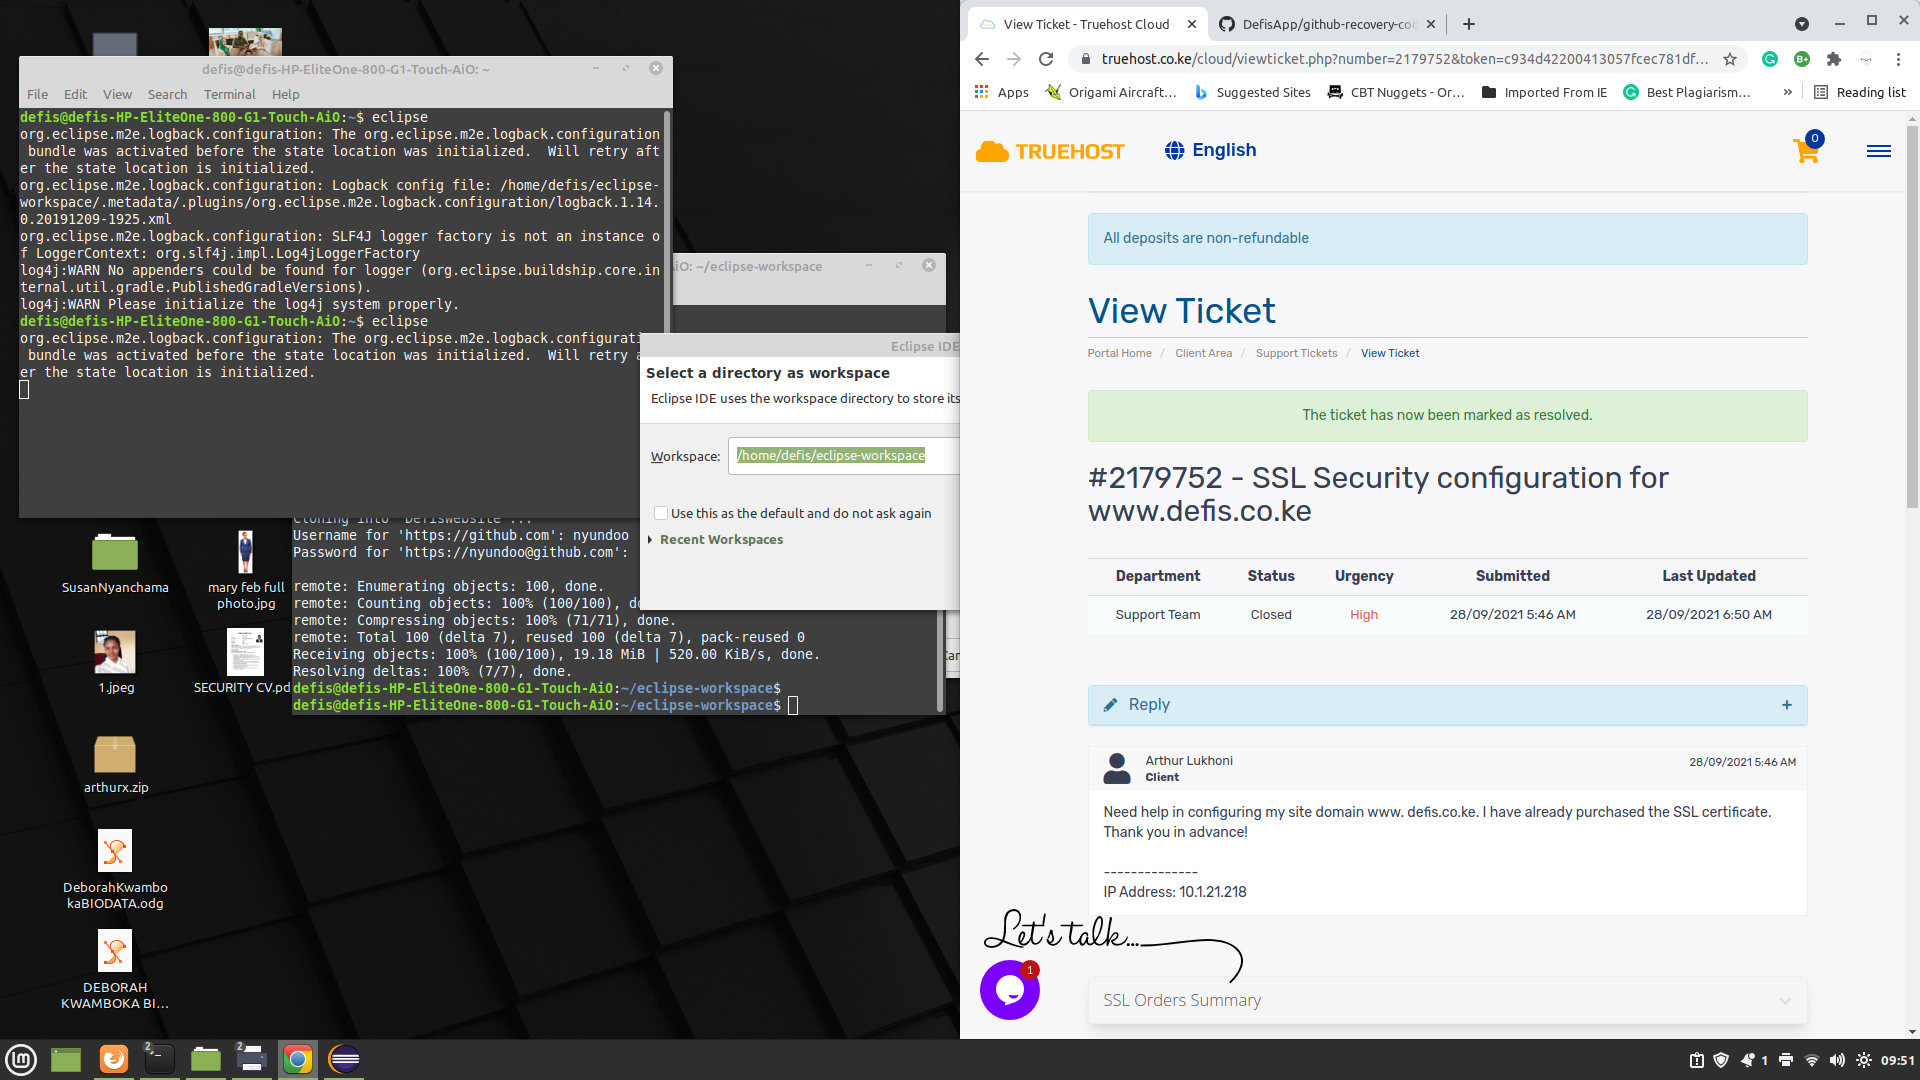 defis@defis-HP-EliteOne-800-G1-Touch-AiO: ~
File Edit View Search Terminal Help
defis@defis-HP-EliteOne-800-G1-Touch-AiO:~$ eclipse
org.eclipse.m2e.logback.configuration: The org.eclipse.m2e.logback.configuration
bundle was activated before the state location was initialized.  Will retry aft
er the state location is initialized.
org.eclipse.m2e.logback.configuration: Logback config file: /home/defis/eclipse-
workspace/.metadata/.plugins/org.eclipse.m2e.logback.configuration/logback.1.14.
0.20191209-1925.xml
org.eclipse.m2e.logback.configuration: SLF4J logger factory is not an instance o
f LoggerContext: org.slf4j.impl.Log4jLoggerFactory
log4j:WARN No appenders could be found for logger (org.eclipse.buildship.core.in
ternal.util.gradle.PublishedGradleVersions).
log4j:WARN Please initialize the log4j system properly.
defis@defis-HP-EliteOne-800-G1-Touch-AiO:~$ eclipse
org.eclipse.m2e.logback.configuration: The org.eclipse.m2e.logback.configurati
bundle was activated before the state location was initialized.  Will retry a
er the state location is initialized.
iO: ~/eclipse-workspace
Eclipse IDE
Select a directory as workspace
Eclipse IDE uses the workspace directory to store its
Workspace: /home/defis/eclipse-workspace
Use this as the default and do not ask again
Recent Workspaces
Cloning into 'DefisWebsite'...
Username for 'https://github.com': nyundoo
Password for 'https://nyundoo@github.com':
remote: Enumerating objects: 100, done.
remote: Counting objects: 100% (100/100), do
remote: Compressing objects: 100% (71/71), done.
remote: Total 100 (delta 7), reused 100 (delta 7), pack-reused 0
Receiving objects: 100% (100/100), 19.18 MiB | 520.00 KiB/s, done.
Resolving deltas: 100% (7/7), done.
defis@defis-HP-EliteOne-800-G1-Touch-AiO:~/eclipse-workspace$
defis@defis-HP-EliteOne-800-G1-Touch-AiO:~/eclipse-workspace$
SusanNyanchama
mary feb full
photo.jpg
1.jpeg
SECURITY CV.pd
arthurx.zip
DeborahKwambo
kaBIODATA.odg
DEBORAH
KWAMBOKA BI...
View Ticket - Truehost Cloud
DefisApp/github-recovery-cod
truehost.co.ke/cloud/viewticket.php?number=2179752&token=c934d42200413057fcec781df...
Apps
Origami Aircraft...
Suggested Sites
CBT Nuggets - Or...
Imported From IE
Best Plagiarism...
»
Reading list
TRUEHOST
English
0
All deposits are non-refundable
View Ticket
Portal Home / Client Area / Support Tickets / View Ticket
The ticket has now been marked as resolved.
#2179752 - SSL Security configuration for
www.defis.co.ke
Department Status Urgency Submitted Last Updated
Support Team Closed High 28/09/2021 5:46 AM 28/09/2021 6:50 AM
Reply +
Arthur Lukhoni
28/09/2021 5:46 AM
Client
Need help in configuring my site domain www. defis.co.ke. I have already purchased the SSL certificate.
Thank you in advance!
--------------
IP Address: 10.1.21.218
Let's talk...
1
SSL Orders Summary
2
2
1
09:51